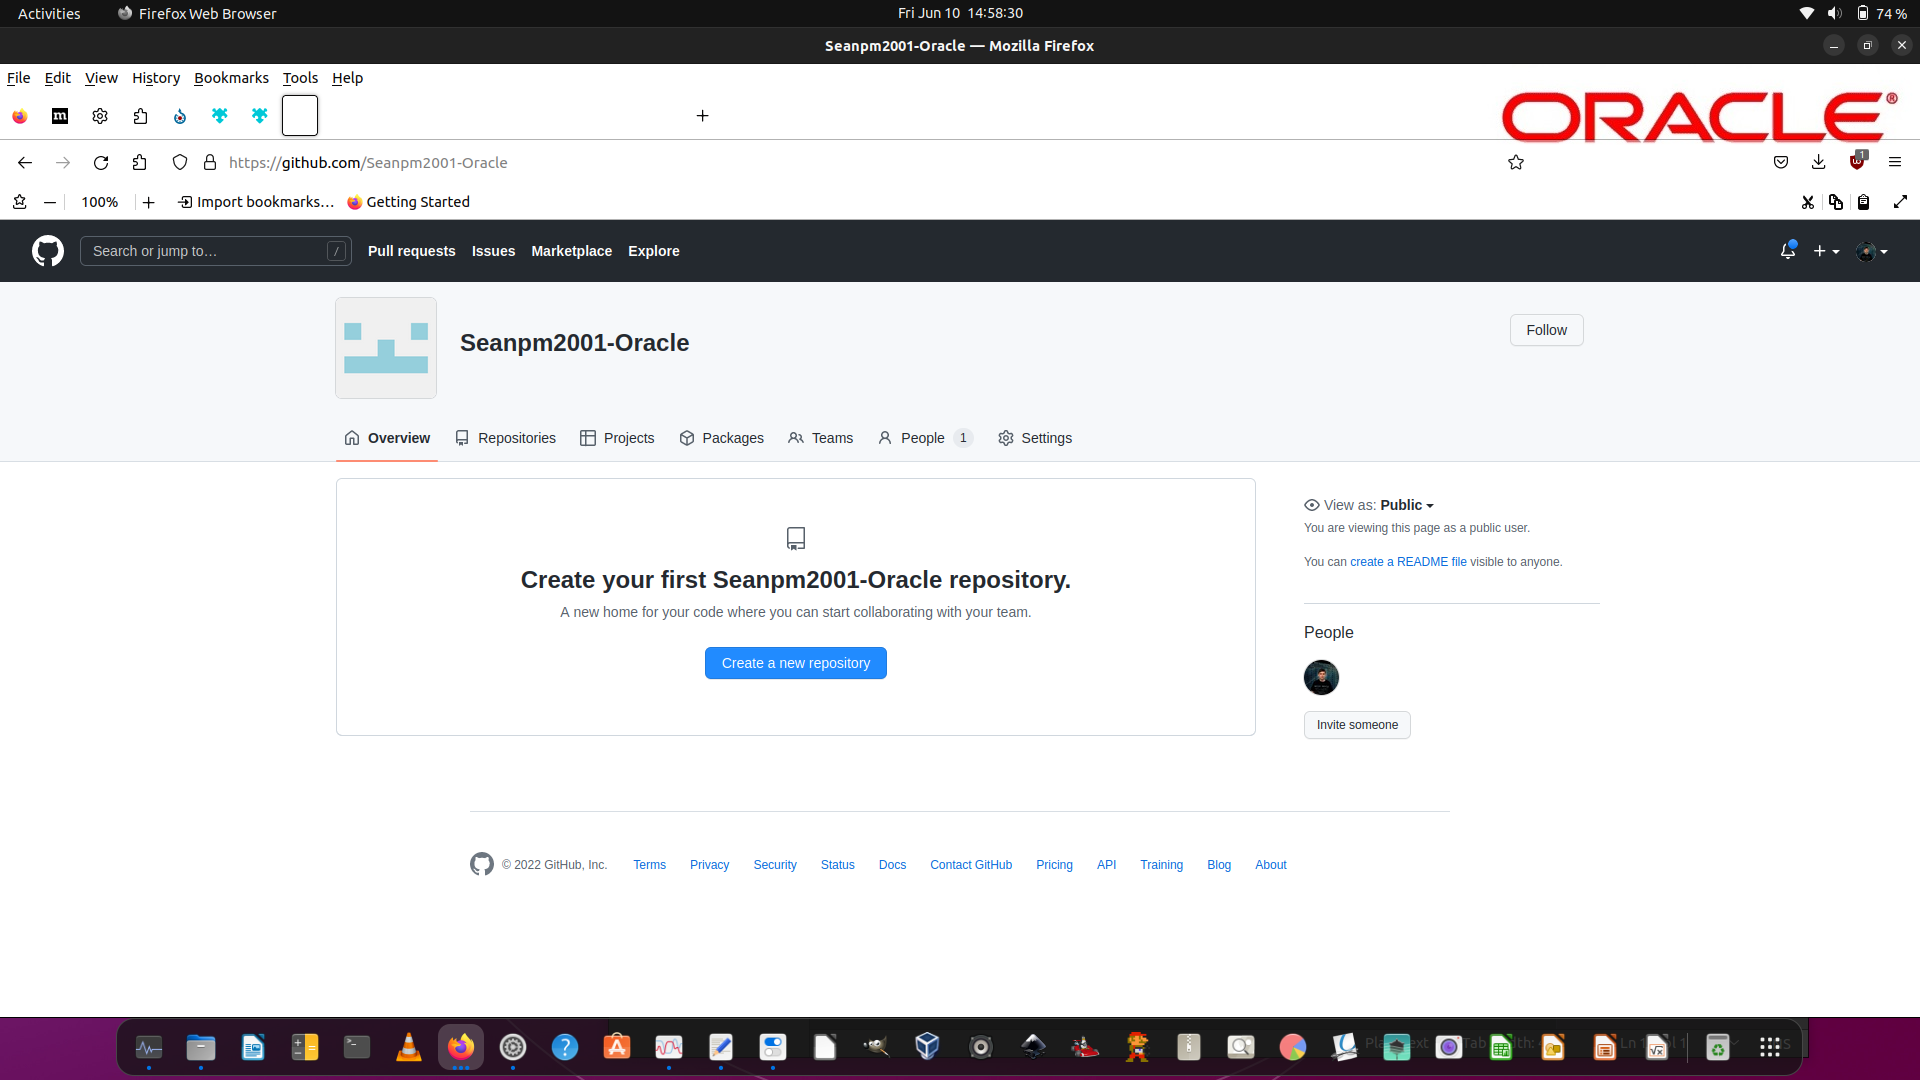 Activities
Firefox Web Browser
Fri Jun 10 14:58:30
74 %
Seanpm2001-Oracle — Mozilla Firefox
File Edit View History Bookmarks Tools Help
ORACLE®
m
https://github.com/Seanpm2001-Oracle
1
100%
Import bookmarks…
Getting Started
Search or jump to…
/
Pull requests Issues Marketplace Explore
Seanpm2001-Oracle
Follow
Overview
Repositories
Projects
Packages
Teams
People 1
Settings
Create your first Seanpm2001-Oracle repository.
A new home for your code where you can start collaborating with your team.
Create a new repository
View as: Public
You are viewing this page as a public user.
You can create a README file visible to anyone.
People
Invite someone
© 2022 GitHub, Inc. Terms Privacy Security Status Docs Contact GitHub Pricing API Training Blog About